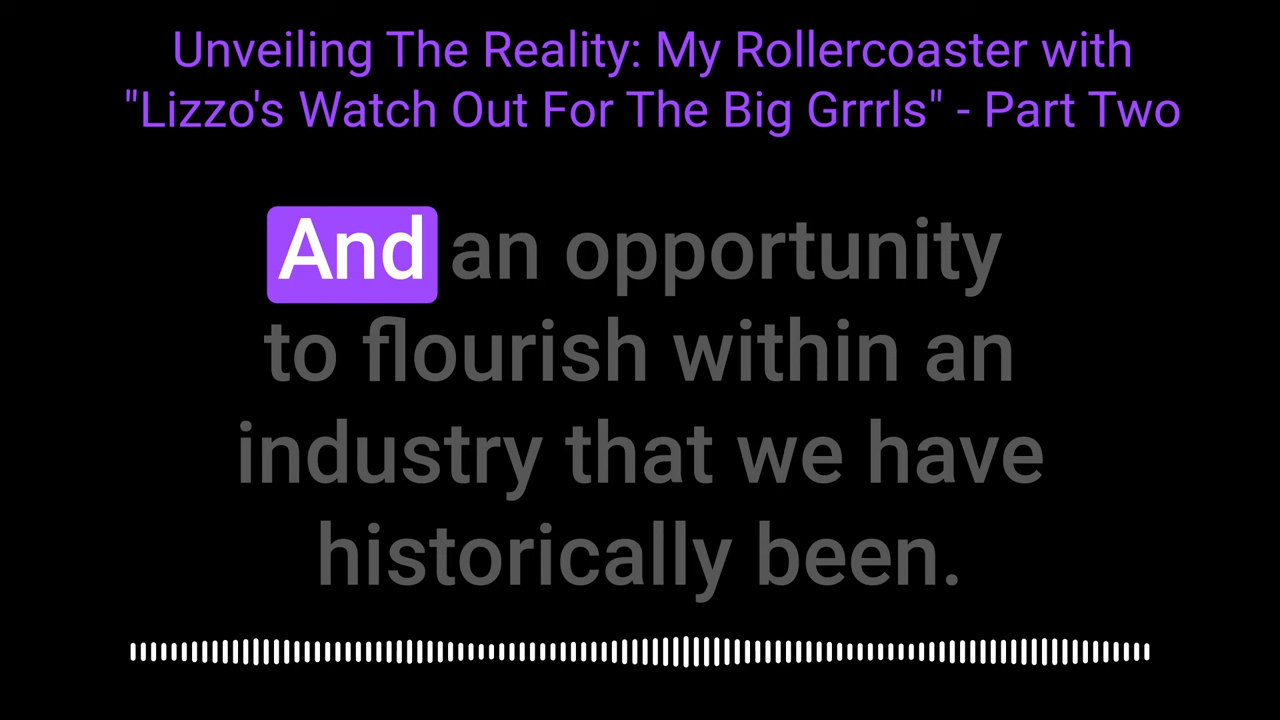 Unveiling The Reality: My Rollercoaster with
"Lizzo's Watch Out For The Big Grrrls" - Part Two
And an opportunity
to flourish within an
industry that we have
historically been.